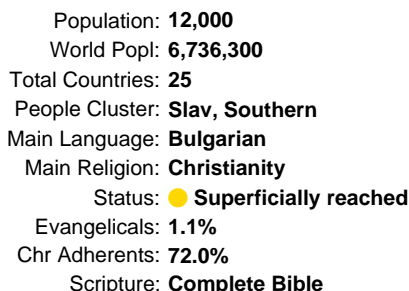 Population: 12,000
World Popl: 6,736,300
Total Countries: 25
People Cluster: Slav, Southern
Main Language: Bulgarian
Main Religion: Christianity
Status: Superficially reached
Evangelicals: 1.1%
Chr Adherents: 72.0%
Scripture: Complete Bible